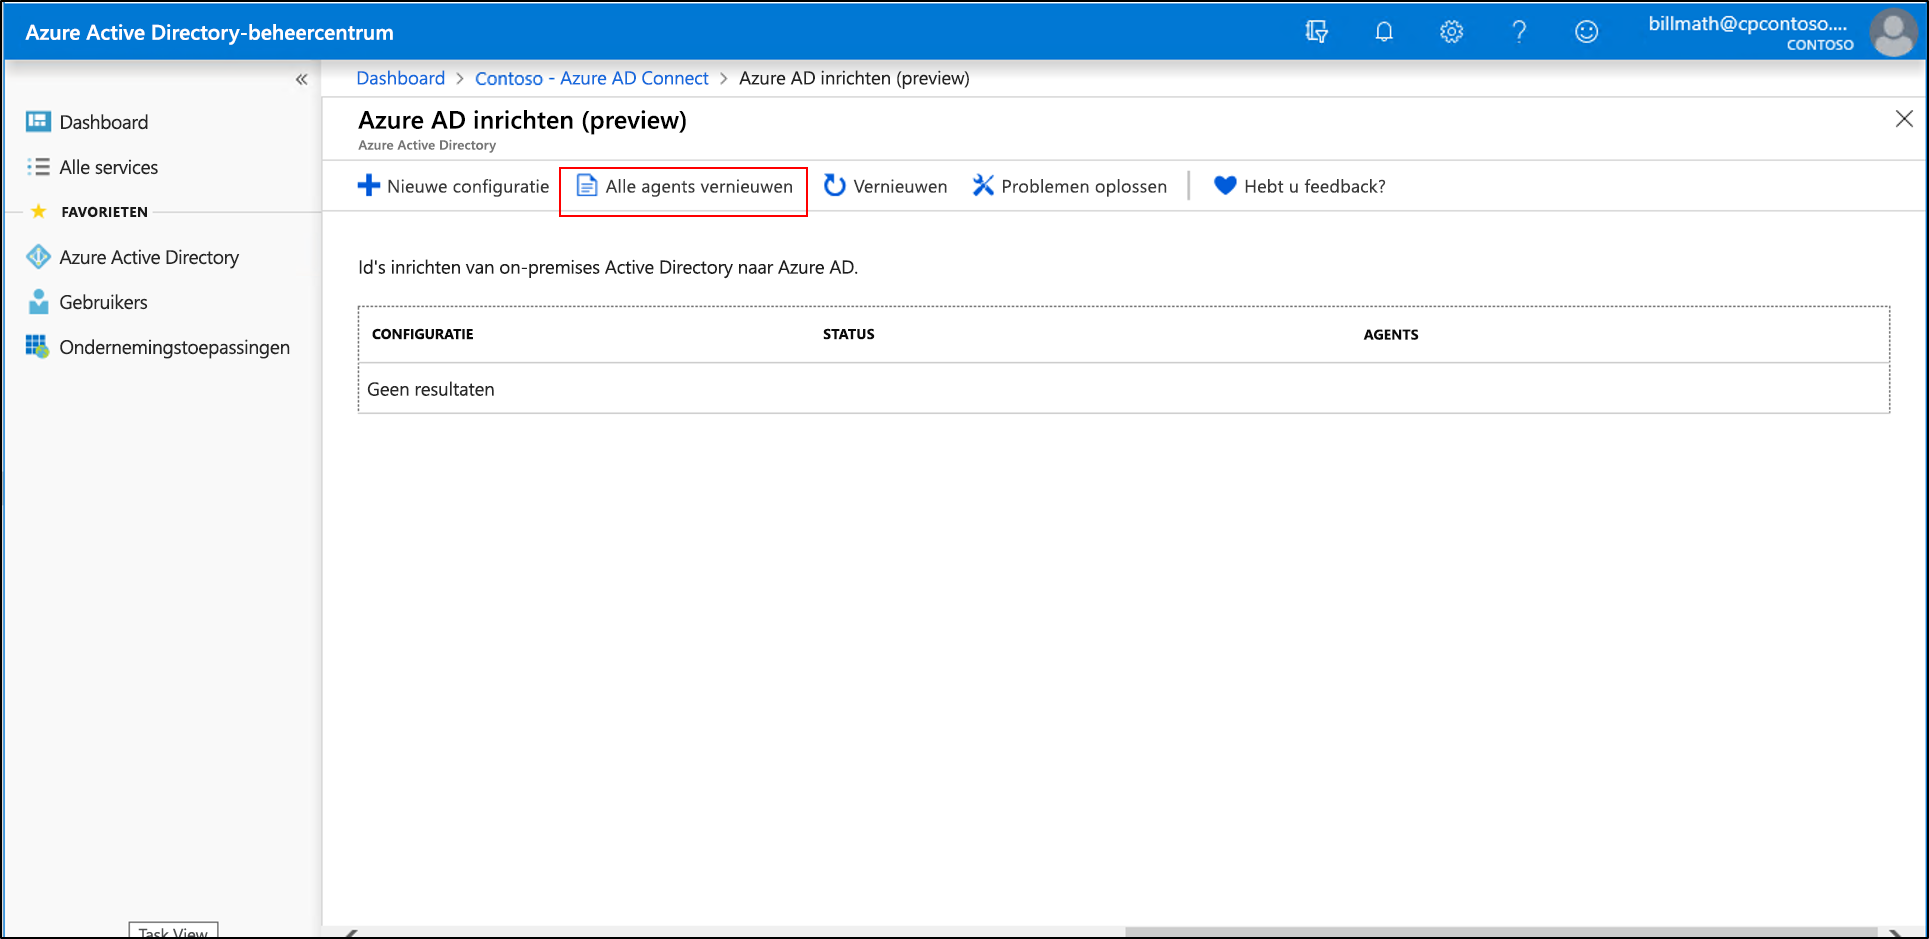 Azure Active Directory-beheercentrum
billmath@cpcontoso....
CONTOSO
Dashboard > Contoso - Azure AD Connect > Azure AD inrichten (preview)
Dashboard
Alle services
FAVORIETEN
Azure Active Directory
Gebruikers
Ondernemingstoepassingen
Azure AD inrichten (preview)
Azure Active Directory
Nieuwe configuratie Alle agents vernieuwen Vernieuwen Problemen oplossen Hebt u feedback?
Id's inrichten van on-premises Active Directory naar Azure AD.
CONFIGURATIE STATUS AGENTS
Geen resultaten
Task View